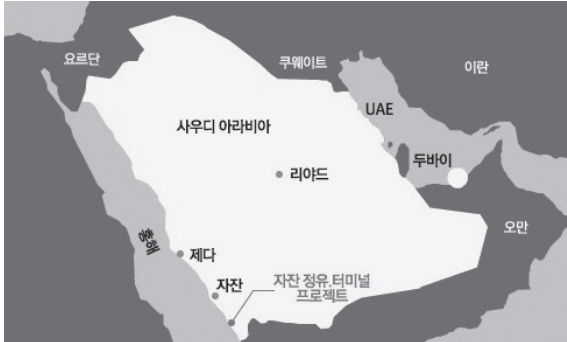 요르단
쿠웨이트
이란
UAE
사우디 아라비아
두바이
리야드
오만
홍해
제다
자잔
자잔 정유.터미널
프로젝트